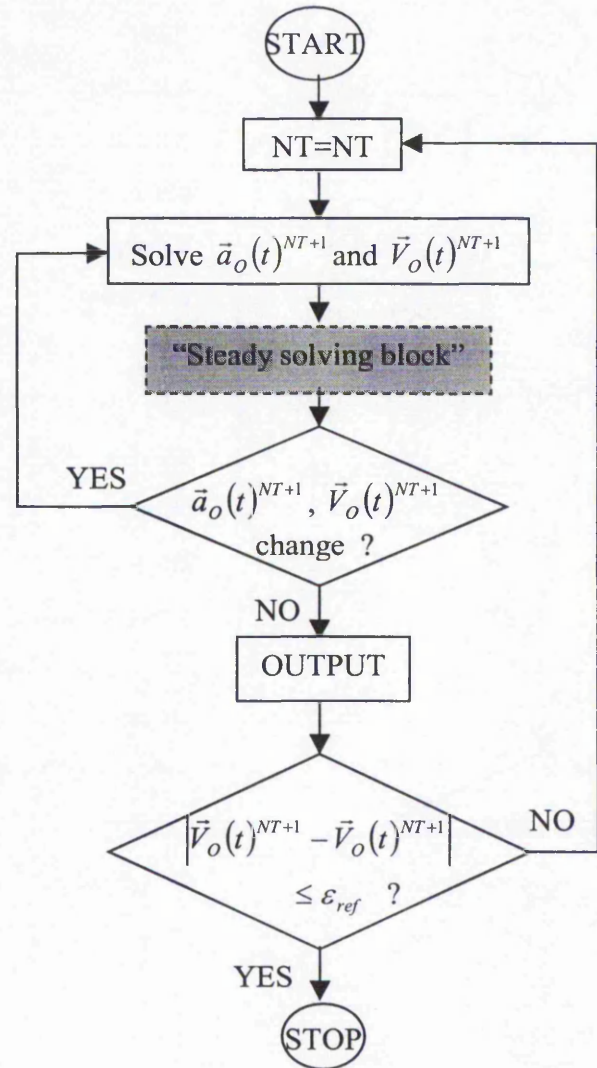 START
NT=NT
Solve $\vec{a}_O(t)^{NT+1}$ and $\vec{V}_O(t)^{NT+1}$
“Steady solving block”
YES
$\vec{a}_O(t)^{NT+1}$ , $\vec{V}_O(t)^{NT+1}$
change ?
NO
OUTPUT
$\left|\vec{V}_O(t)^{NT+1} - \vec{V}_O(t)^{NT+1}\right|$
NO
$\leq \varepsilon_{ref}$ ?
YES
STOP